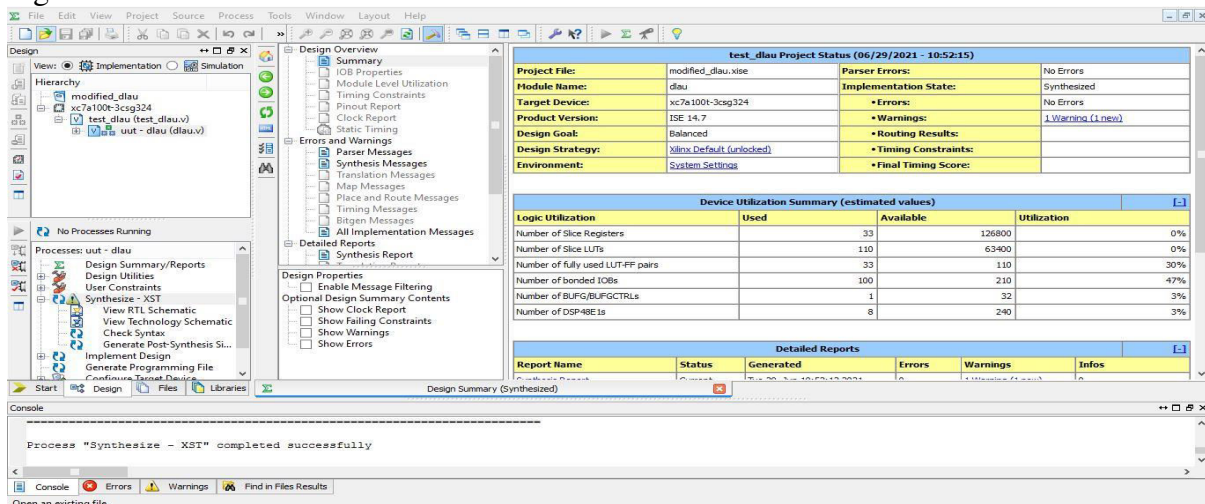 File Edit View Project Source Process Tools Window Layout Help
Design
View: Implementation Simulation
Hierarchy
modified_dlau
xc7a100t-3csg324
test_dlau (test_dlau.v)
uut - dlau (dlau.v)
No Processes Running
Processes: uut - dlau
Design Summary/Reports
Design Utilities
User Constraints
Synthesize - XST
View RTL Schematic
View Technology Schematic
Check Syntax
Generate Post-Synthesis Si...
Implement Design
Generate Programming File
Configure Target Device
Start Design Files Libraries
Design Overview
Summary
IOB Properties
Module Level Utilization
Timing Constraints
Pinout Report
Clock Report
Static Timing
Errors and Warnings
Parser Messages
Synthesis Messages
Translation Messages
Map Messages
Place and Route Messages
Timing Messages
Bitgen Messages
All Implementation Messages
Detailed Reports
Synthesis Report
Design Properties
Enable Message Filtering
Optional Design Summary Contents
Show Clock Report
Show Failing Constraints
Show Warnings
Show Errors
Design Summary (Synthesized)
test_dlau Project Status (06/29/2021 - 10:52:15)
Project File: modified_dlau.xise Parser Errors: No Errors
Module Name: dlau Implementation State: Synthesized
Target Device: xc7a100t-3csg324 •Errors: No Errors
Product Version: ISE 14.7 •Warnings: 1 Warning (1 new)
Design Goal: Balanced •Routing Results:
Design Strategy: Xilinx Default (unlocked) •Timing Constraints:
Environment: System Settings •Final Timing Score:
Device Utilization Summary (estimated values) [-]
Logic Utilization Used Available Utilization
Number of Slice Registers 33 126800 0%
Number of Slice LUTs 110 63400 0%
Number of fully used LUT-FF pairs 33 110 30%
Number of bonded IOBs 100 210 47%
Number of BUFG/BUFGCTRLs 1 32 3%
Number of DSP48E1s 8 240 3%
Detailed Reports [-]
Report Name Status Generated Errors Warnings Infos
Console
Process "Synthesize - XST" completed successfully
Console Errors Warnings Find in Files Results
Open an existing file